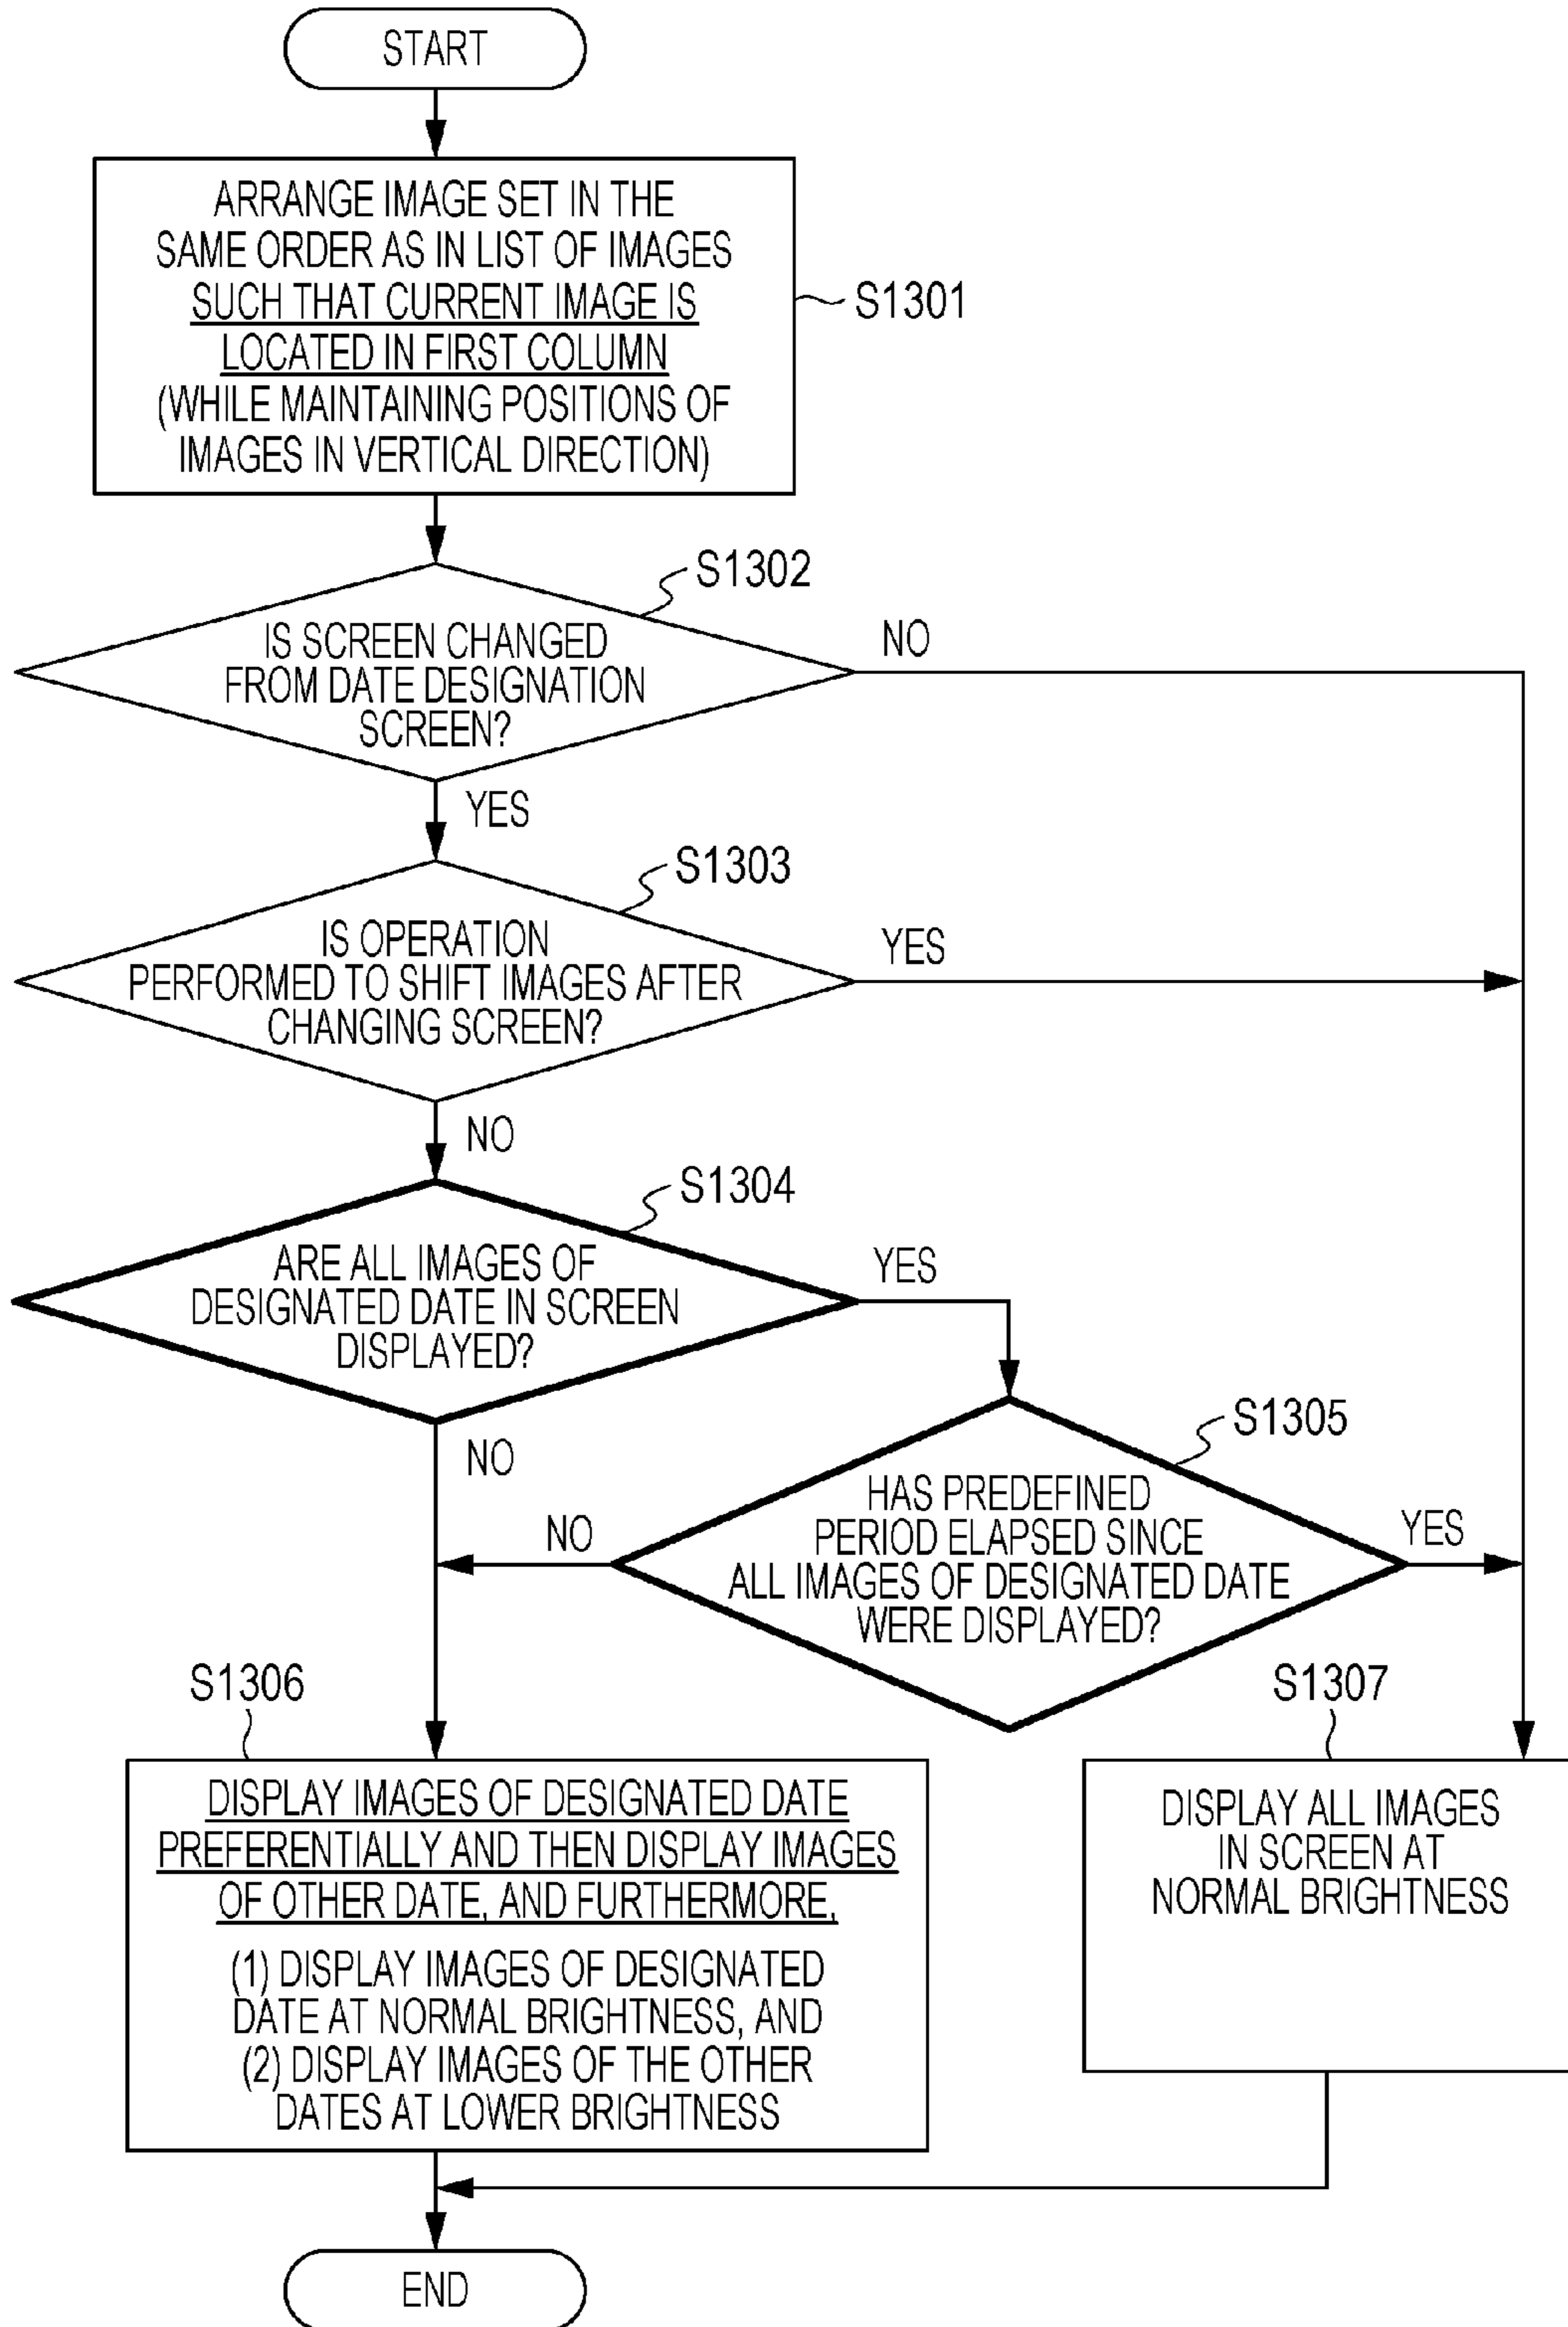 START
ARRANGE IMAGE SET IN THE
SAME ORDER AS IN LIST OF IMAGES
SUCH THAT CURRENT IMAGE IS
LOCATED IN FIRST COLUMN
(WHILE MAINTAINING POSITIONS OF
IMAGES IN VERTICAL DIRECTION)
S1301
S1302
IS SCREEN CHANGED
FROM DATE DESIGNATION
SCREEN?
NO
YES
S1303
IS OPERATION
PERFORMED TO SHIFT IMAGES AFTER
CHANGING SCREEN?
YES
NO
S1304
ARE ALL IMAGES OF
DESIGNATED DATE IN SCREEN
DISPLAYED?
YES
NO
S1305
HAS PREDEFINED
PERIOD ELAPSED SINCE
ALL IMAGES OF DESIGNATED DATE
WERE DISPLAYED?
NO
YES
S1306
DISPLAY IMAGES OF DESIGNATED DATE
PREFERENTIALLY AND THEN DISPLAY IMAGES
OF OTHER DATE, AND FURTHERMORE,
(1) DISPLAY IMAGES OF DESIGNATED
DATE AT NORMAL BRIGHTNESS, AND
(2) DISPLAY IMAGES OF THE OTHER
DATES AT LOWER BRIGHTNESS
S1307
DISPLAY ALL IMAGES
IN SCREEN AT
NORMAL BRIGHTNESS
END